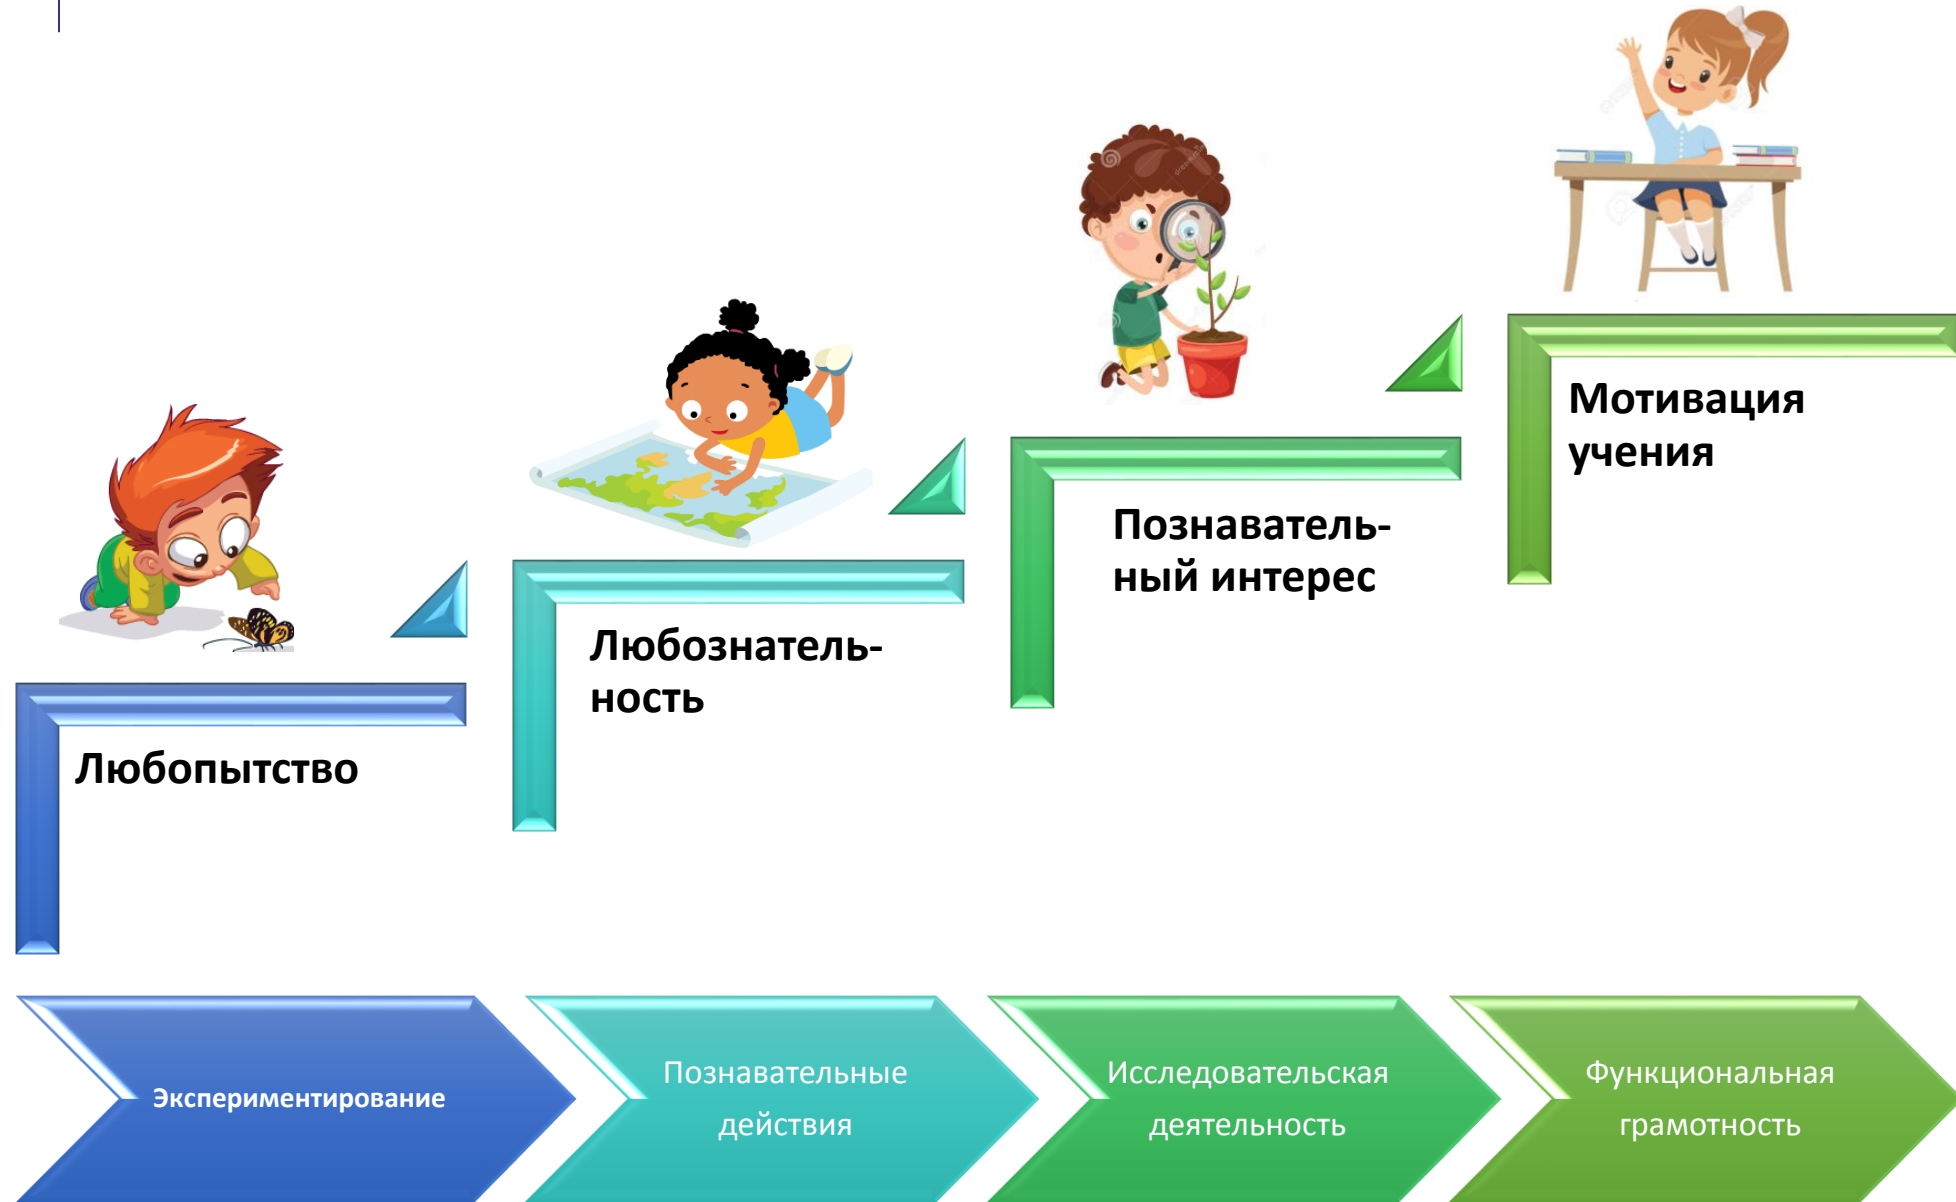 Мотивация
учения
Познаватель-
ный интерес
Любознатель-
ность
Любопытство
Экспериментирование
Познавательные
действия
Исследовательская
деятельность
Функциональная
грамотность